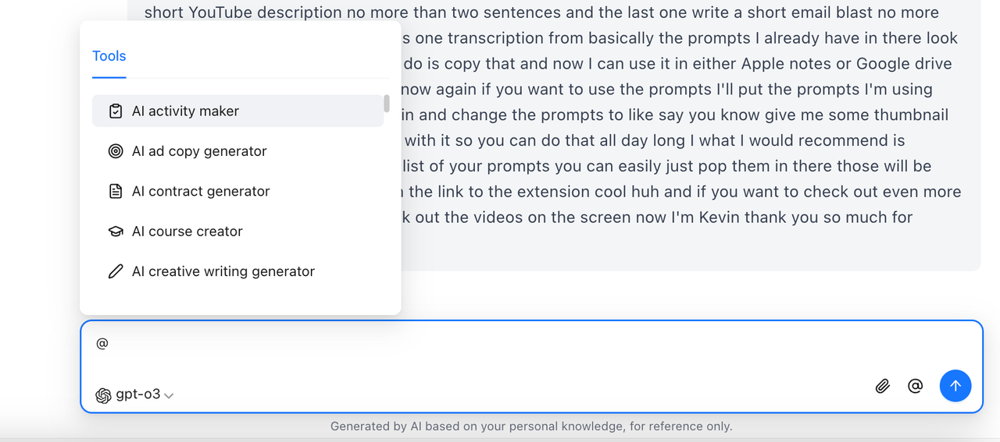 short YouTube description no more than two sentences and the last one write a short email blast no more
s one transcription from basically the prompts I already have in there look
do is copy that and now I can use it in either Apple notes or Google drive
now again if you want to use the prompts I'll put the prompts I'm using
in and change the prompts to like say you know give me some thumbnail
with it so you can do that all day long I what I would recommend is
list of your prompts you can easily just pop them in there those will be
the link to the extension cool huh and if you want to check out even more
k out the videos on the screen now I'm Kevin thank you so much for
Tools
AI activity maker
AI ad copy generator
AI contract generator
AI course creator
AI creative writing generator
@
gpt-o3
Generated by AI based on your personal knowledge, for reference only.